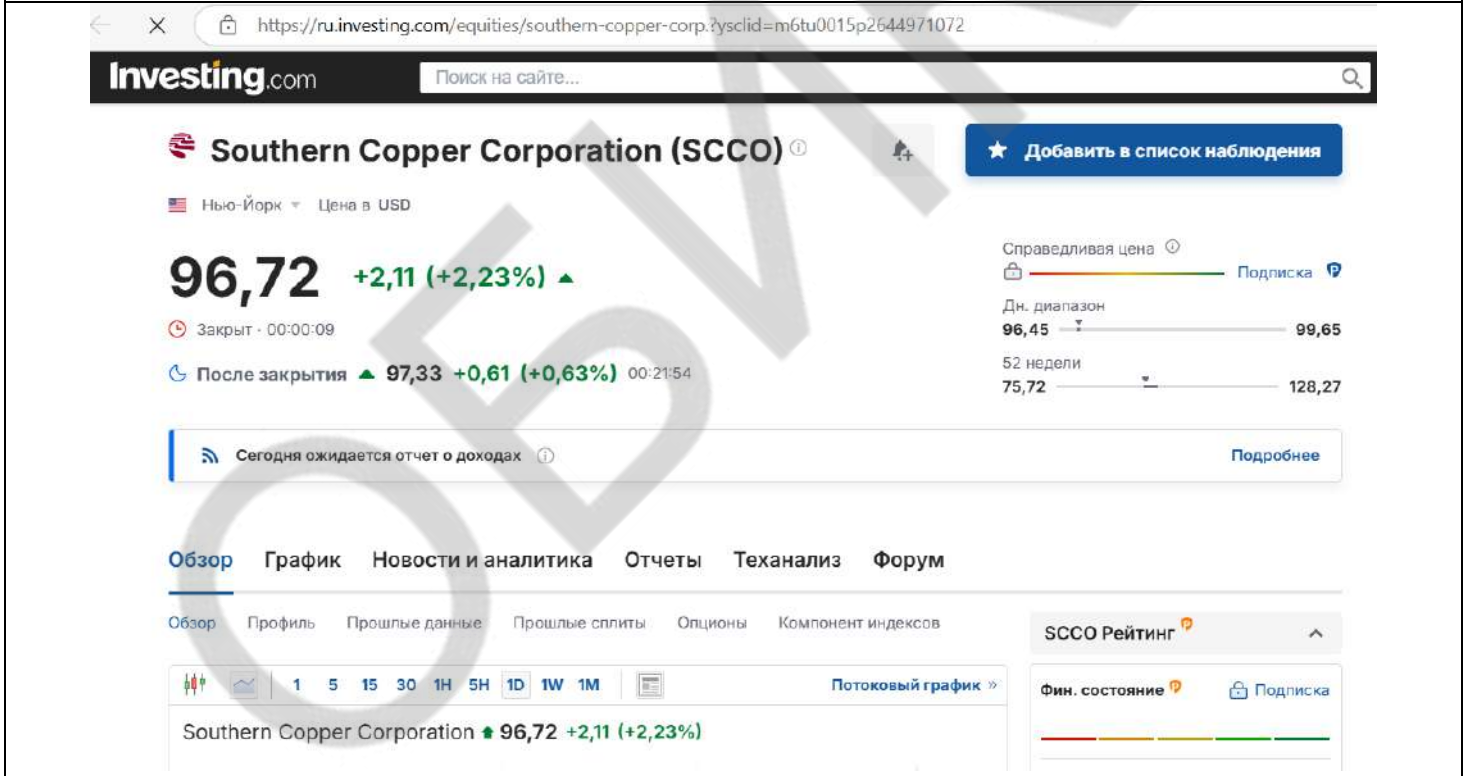 https://ru.investing.com/equities/southern-copper-corp.?ysclid=m6tu0015p2644971072
Investing.com
Поиск на сайте...
Southern Copper Corporation (SCCO)
Добавить в список наблюдения
Нью-Йорк Цена в USD
96,72 +2,11 (+2,23%)
Закрыт · 00:00:09
После закрытия 97,33 +0,61 (+0,63%) 00:21:54
Справедливая цена
Подписка
Дн. диапазон
96,45 99,65
52 недели
75,72 128,27
Сегодня ожидается отчет о доходах
Подробнее
Обзор График Новости и аналитика Отчеты Теханализ Форум
Обзор Профиль Прошлые данные Прошлые сплиты Опционы Компонент индексов
1 5 15 30 1H 5H 1D 1W 1M
Потоковый график »
Southern Copper Corporation 96,72 +2,11 (+2,23%)
SCCO Рейтинг
Фин. состояние Подписка